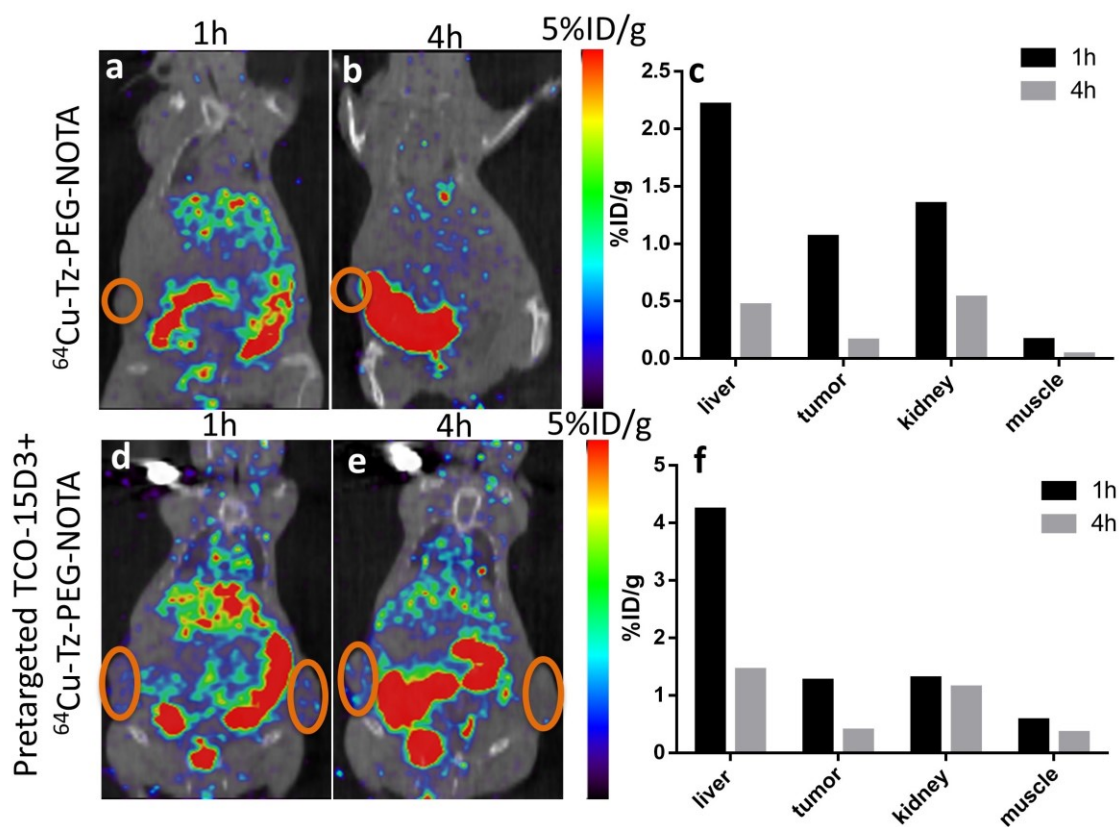 1h
4h
5%ID/g
a
b
⁶⁴Cu-Tz-PEG-NOTA
c
1h
4h
%ID/g
2.5
2.0
1.5
1.0
0.5
0.0
liver
tumor
kidney
muscle
1h
4h
5%ID/g
d
e
Pretargeted TCO-15D3+
⁶⁴Cu-Tz-PEG-NOTA
f
1h
4h
%ID/g
5
4
3
2
1
0
liver
tumor
kidney
muscle